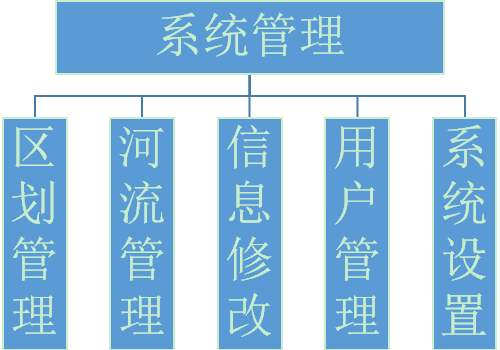 系统管理
区划管理
河流管理
信息修改
用户管理
系统设置